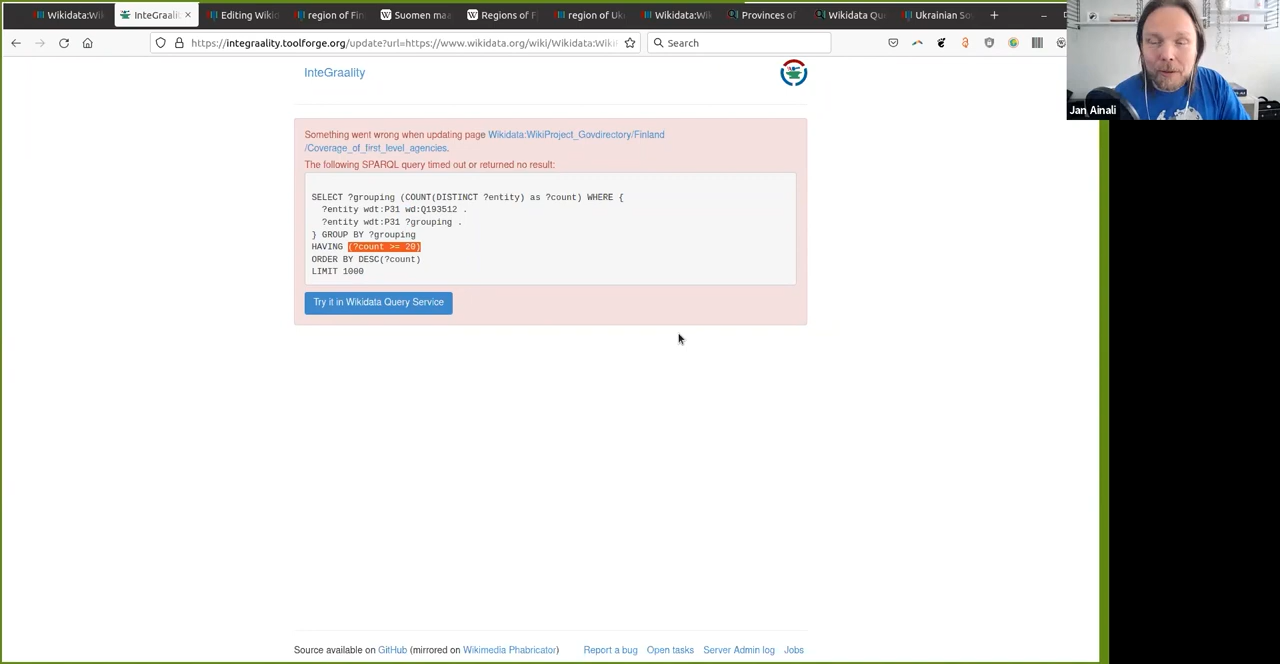 Wikidata:Wiki
InteGraalit
Editing Wikid
region of Fin
Suomen maa
Regions of F
region of Uk
Wikidata:Wik
Provinces of
Wikidata Qu
Ukrainian So
https://integraality.toolforge.org/update?url=https://www.wikidata.org/wiki/Wikidata:Wiki
Search
Jan Ainali
InteGraality
Something went wrong when updating page Wikidata:WikiProject_Govdirectory/Finland
/Coverage_of_first_level_agencies.
The following SPARQL query timed out or returned no result:
SELECT ?grouping (COUNT(DISTINCT ?entity) as ?count) WHERE {
?entity wdt:P31 wd:Q193512 .
?entity wdt:P31 ?grouping .
} GROUP BY ?grouping
HAVING (?count >= 20)
ORDER BY DESC(?count)
LIMIT 1000
Try it in Wikidata Query Service
Source available on GitHub (mirrored on Wikimedia Phabricator)
Report a bug Open tasks Server Admin log Jobs